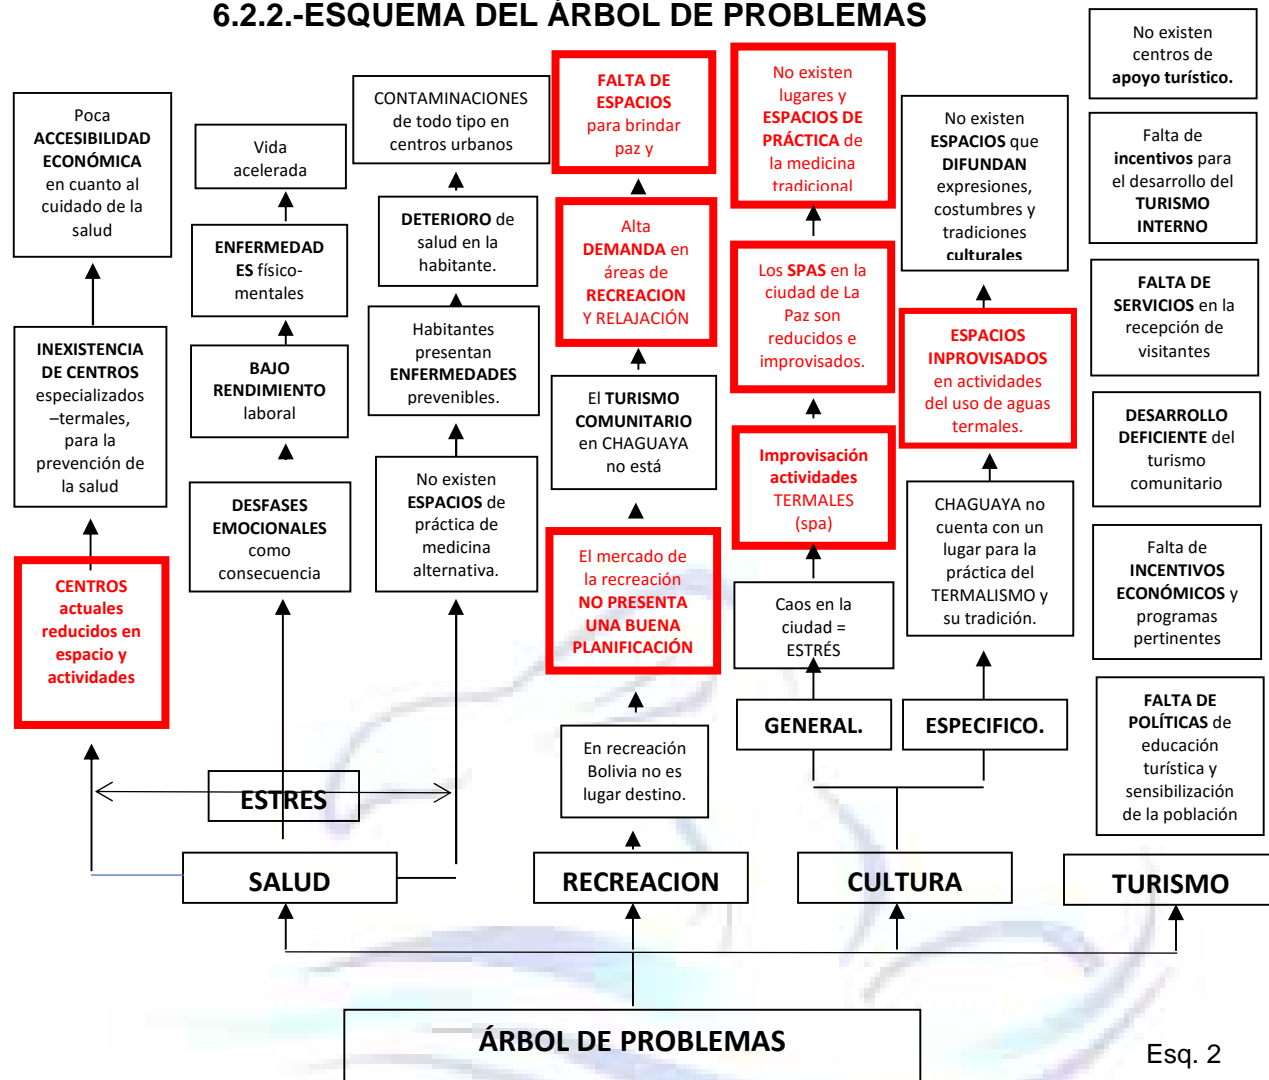 6.2.2.-ESQUEMA DEL ÁRBOL DE PROBLEMAS
Poca
ACCESIBILIDAD
ECONÓMICA
en cuanto al
cuidado de la
salud
INEXISTENCIA
DE CENTROS
especializados
–termales,
para la
prevención de
la salud
CENTROS
actuales
reducidos en
espacio y
actividades
Vida
acelerada
ENFERMEDAD
ES físico-
mentales
BAJO
RENDIMIENTO
laboral
DESFASES
EMOCIONALES
como
consecuencia
CONTAMINACIONES
de todo tipo en
centros urbanos
DETERIORO de
salud en la
habitante.
Habitantes
presentan
ENFERMEDADES
prevenibles.
No existen
ESPACIOS de
práctica de
medicina
alternativa.
ESTRES
SALUD
FALTA DE
ESPACIOS
para brindar
paz y
Alta
DEMANDA en
áreas de
RECREACION
Y RELAJACIÓN
El TURISMO
COMUNITARIO
en CHAGUAYA
no está
El mercado de
la recreación
NO PRESENTA
UNA BUENA
PLANIFICACIÓN
En recreación
Bolivia no es
lugar destino.
RECREACION
No existen
lugares y
ESPACIOS DE
PRÁCTICA de
la medicina
tradicional
Los SPAS en la
ciudad de La
Paz son
reducidos e
improvisados.
Improvisación
actividades
TERMALES
(spa)
Caos en la
ciudad =
ESTRÉS
GENERAL.
No existen
ESPACIOS que
DIFUNDAN
expresiones,
costumbres y
tradiciones
culturales
ESPACIOS
INPROVISADOS
en actividades
del uso de aguas
termales.
CHAGUAYA no
cuenta con un
lugar para la
práctica del
TERMALISMO y
su tradición.
ESPECIFICO.
CULTURA
No existen
centros de
apoyo turístico.
Falta de
incentivos para
el desarrollo del
TURISMO
INTERNO
FALTA DE
SERVICIOS en la
recepción de
visitantes
DESARROLLO
DEFICIENTE del
turismo
comunitario
Falta de
INCENTIVOS
ECONÓMICOS y
programas
pertinentes
FALTA DE
POLÍTICAS de
educación
turística y
sensibilización
de la población
TURISMO
ÁRBOL DE PROBLEMAS
Esq. 2